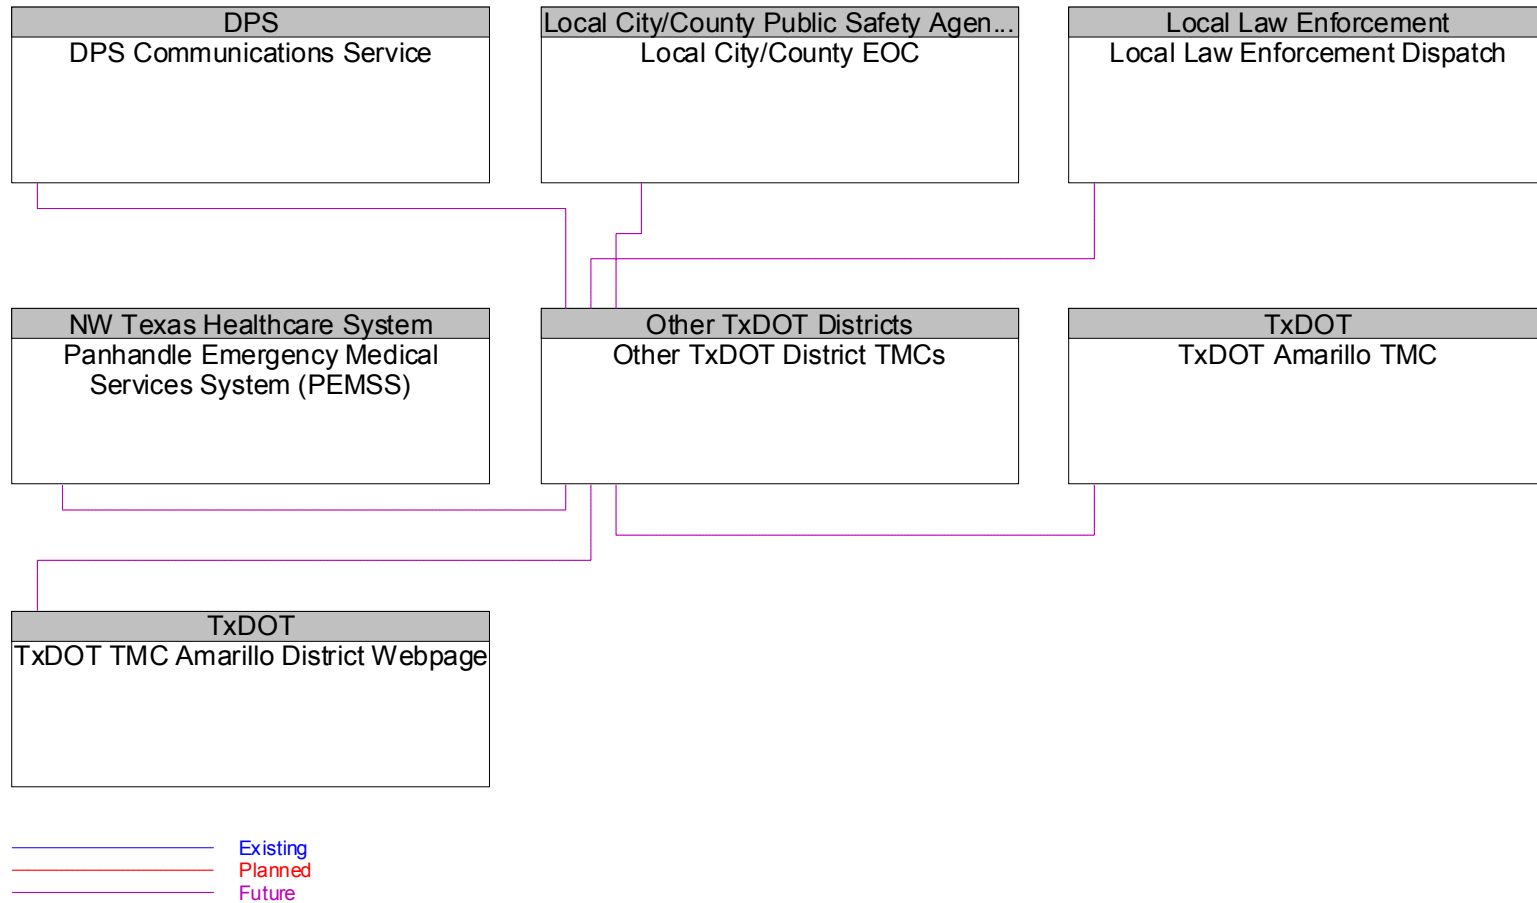 DPS
DPS Communications Service
Local City/County Public Safety Agen...
Local City/County EOC
Local Law Enforcement
Local Law Enforcement Dispatch
NW Texas Healthcare System
Panhandle Emergency Medical
Services System (PEMSS)
Other TxDOT Districts
Other TxDOT District TMCs
TxDOT
TxDOT Amarillo TMC
TxDOT
TxDOT TMC Amarillo District Webpage
Existing
Planned
Future